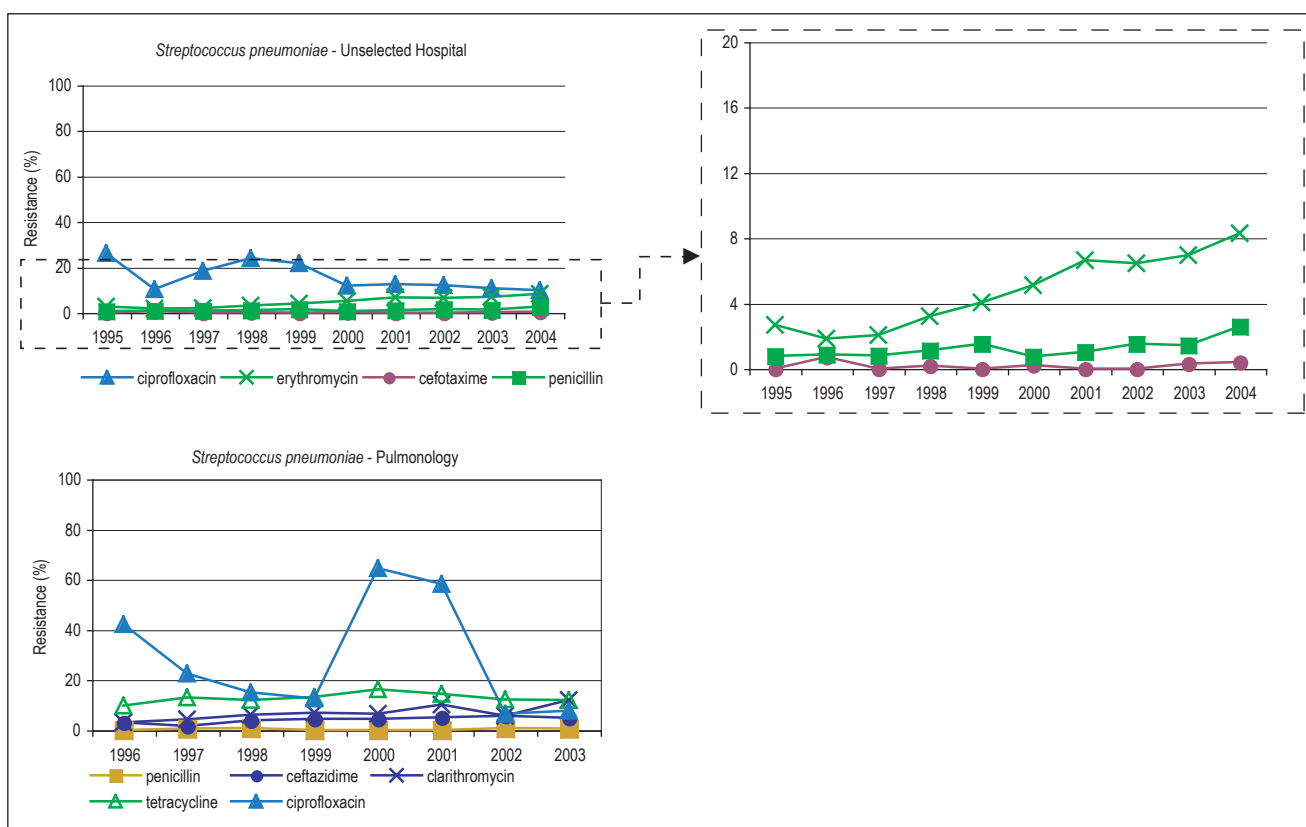 Streptococcus pneumoniae - Unselected Hospital
Resistance (%)
100
80
60
40
20
0
1995 1996 1997 1998 1999 2000 2001 2002 2003 2004
ciprofloxacin erythromycin cefotaxime penicillin
20
16
12
8
4
0
1995 1996 1997 1998 1999 2000 2001 2002 2003 2004
Streptococcus pneumoniae - Pulmonology
Resistance (%)
100
80
60
40
20
0
1996 1997 1998 1999 2000 2001 2002 2003
penicillin ceftazidime clarithromycin
tetracycline ciprofloxacin